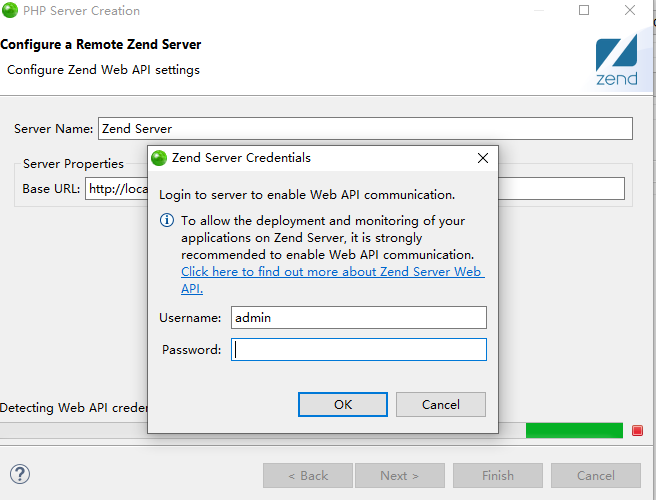 PHP Server Creation
Configure a Remote Zend Server
Configure Zend Web API settings
zend
Server Name: Zend Server
Server Properties
Base URL: http://loca
Zend Server Credentials
Login to server to enable Web API communication.
To allow the deployment and monitoring of your
applications on Zend Server, it is strongly
recommended to enable Web API communication.
Click here to find out more about Zend Server Web
API.
Username: admin
Password:
OK Cancel
Detecting Web API creder
? < Back Next > Finish Cancel